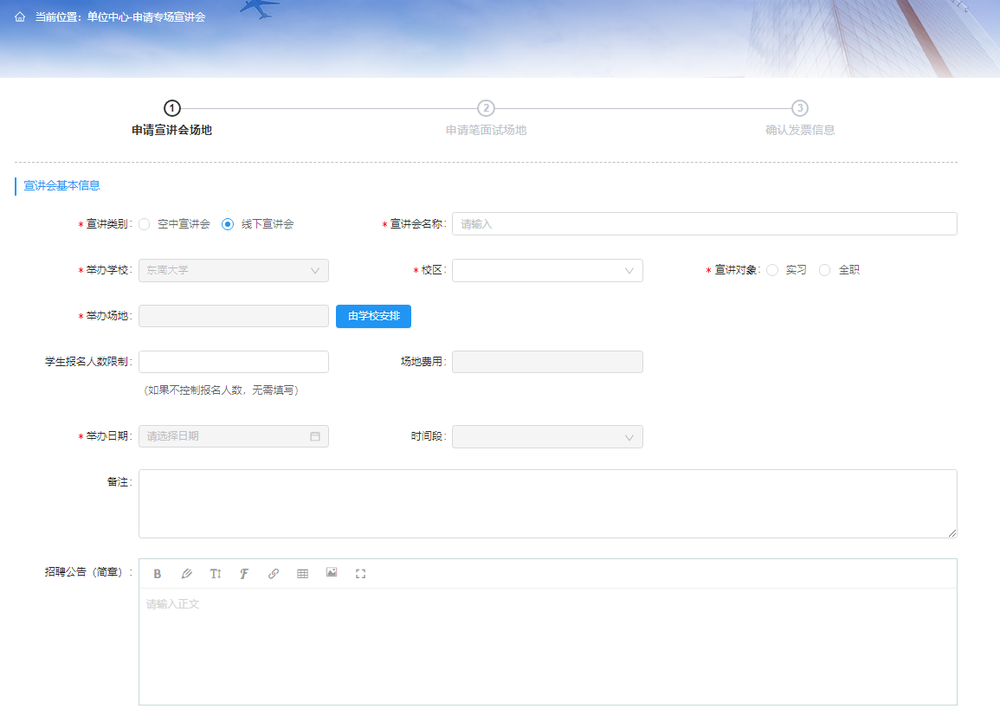 当前位置：单位中心-申请专场宣讲会
1 2 3
申请宣讲会场地 申请笔面试场地 确认发票信息
宣讲会基本信息
* 宣讲类别: 空中宣讲会 线下宣讲会 * 宣讲会名称: 请输入
* 举办学校: 东南大学 * 校区: * 宣讲对象: 实习 全职
* 举办场地: 由学校安排
学生报名人数限制: 场地费用:
(如果不控制报名人数，无需填写)
* 举办日期: 请选择日期 时间段:
备注:
招聘公告（简章）: B T F
请输入正文